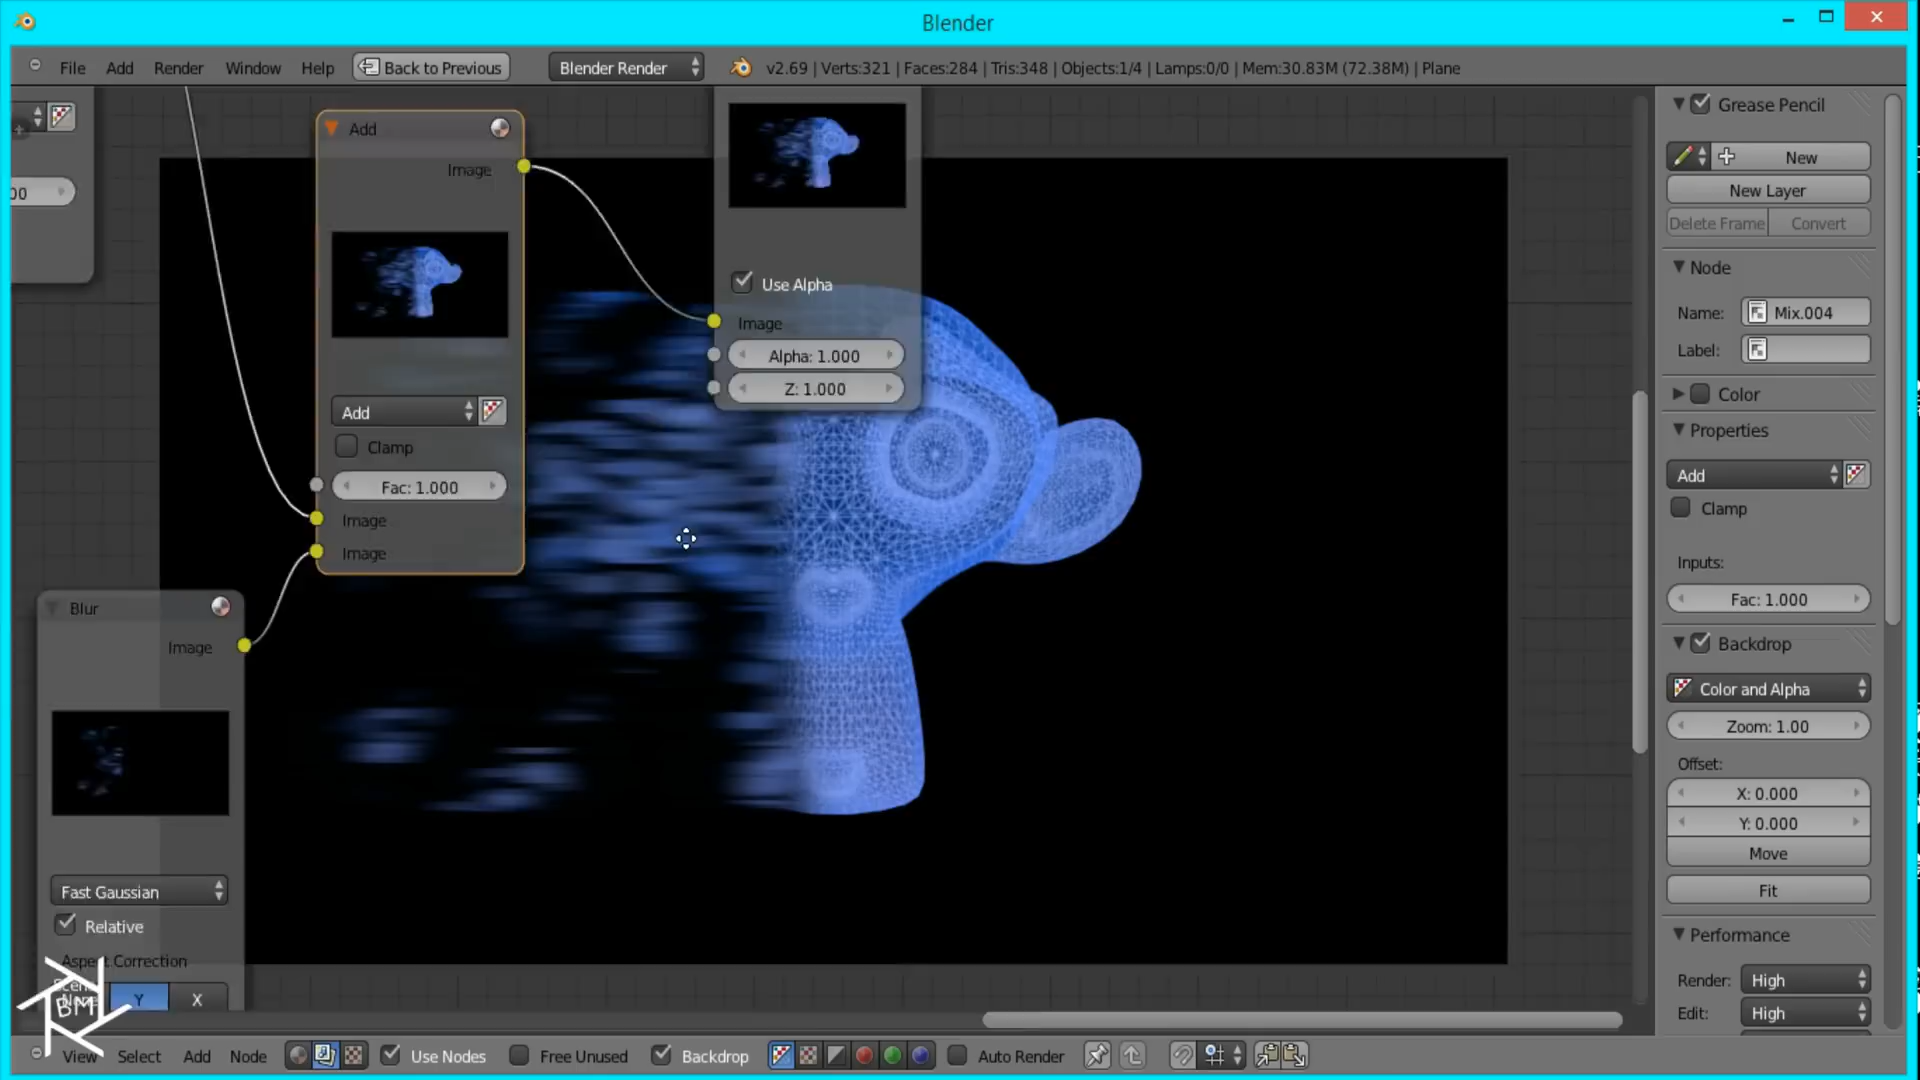 Blender
File Add Render Window Help Back to Previous Blender Render v2.69 | Verts:321 | Faces:284 | Tris:348 | Objects:1/4 | Lamps:0/0 | Mem:30.83M (72.38M) | Plane
Add
Image
Add
Clamp
Fac: 1.000
Image
Image
Use Alpha
Image
Alpha: 1.000
Z: 1.000
Blur
Image
Fast Gaussian
Relative
Aspect Correction
None Y X
BM
Grease Pencil
New
New Layer
Delete Frame Convert
Node
Name: Mix.004
Label:
Color
Properties
Add
Clamp
Inputs:
Fac: 1.000
Backdrop
Color and Alpha
Zoom: 1.00
Offset:
X: 0.000
Y: 0.000
Move
Fit
Performance
Render: High
Edit: High
View Select Add Node Use Nodes Free Unused Backdrop Auto Render